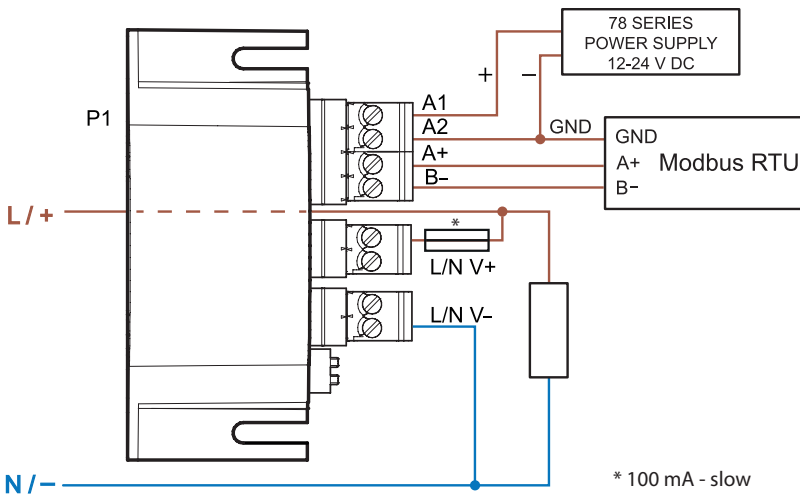 78 SERIES
POWER SUPPLY
12-24 V DC
+
–
P1
A1
A2
GND
GND
A+
A+
Modbus RTU
B–
B–
L / +
*
L/N V+
L/N V–
N / –
* 100 mA - slow